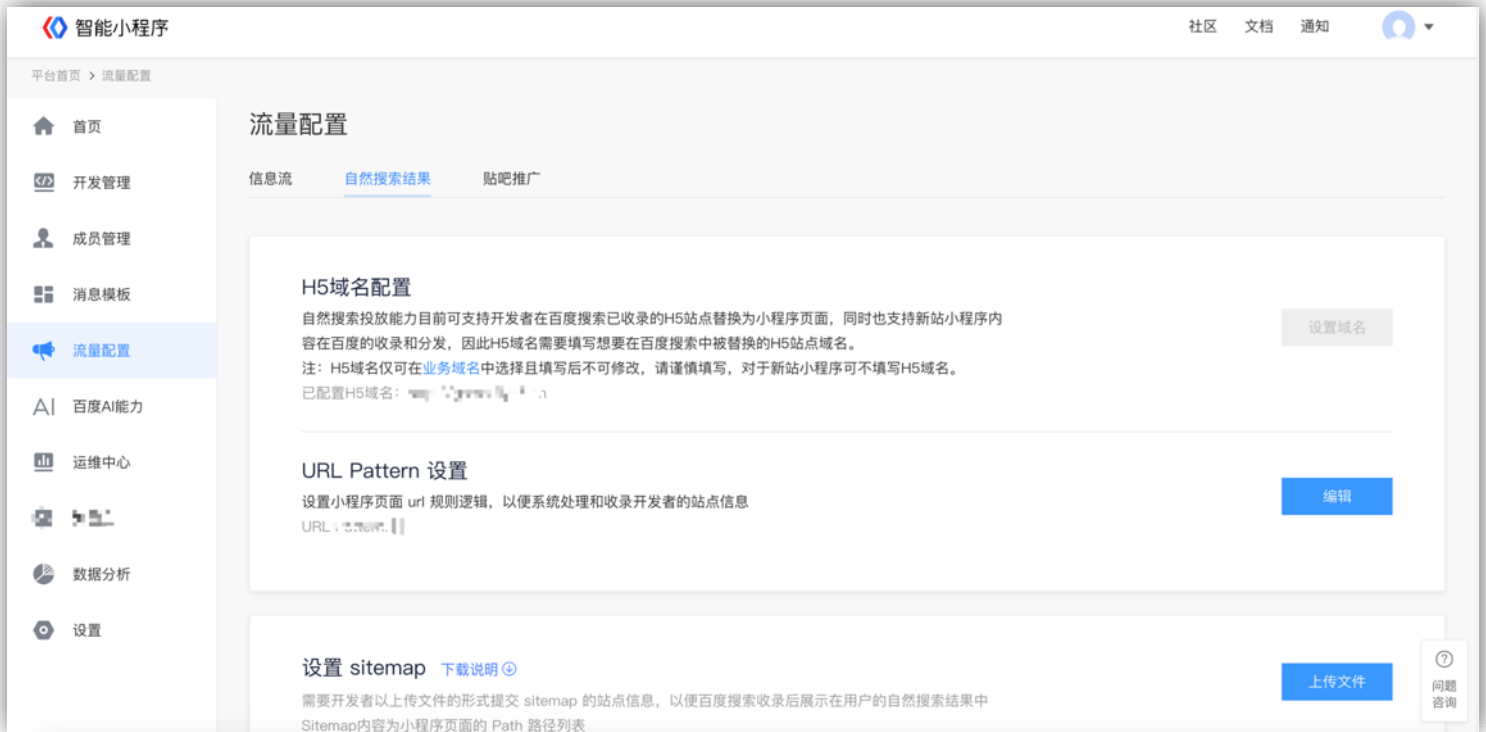 智能小程序
社区 文档 通知
平台首页 > 流量配置
首页
开发管理
成员管理
消息模板
流量配置
AI 百度AI能力
运维中心
数据分析
设置
流量配置
信息流 自然搜索结果 贴吧推广
H5域名配置
自然搜索投放能力目前可支持开发者在百度搜索已收录的H5站点替换为小程序页面，同时也支持新站小程序内
容在百度的收录和分发，因此H5域名需要填写想要在百度搜索中被替换的H5站点域名。
注：H5域名仅可在业务域名中选择且填写后不可修改，请谨慎填写，对于新站小程序可不填写H5域名。
已配置H5域名：
设置域名
URL Pattern 设置
设置小程序页面 url 规则逻辑，以便系统处理和收录开发者的站点信息
URL
编辑
设置 sitemap 下载说明
需要开发者以上传文件的形式提交 sitemap 的站点信息，以便百度搜索收录后展示在用户的自然搜索结果中
Sitemap内容为小程序页面的 Path 路径列表
上传文件
问题
咨询